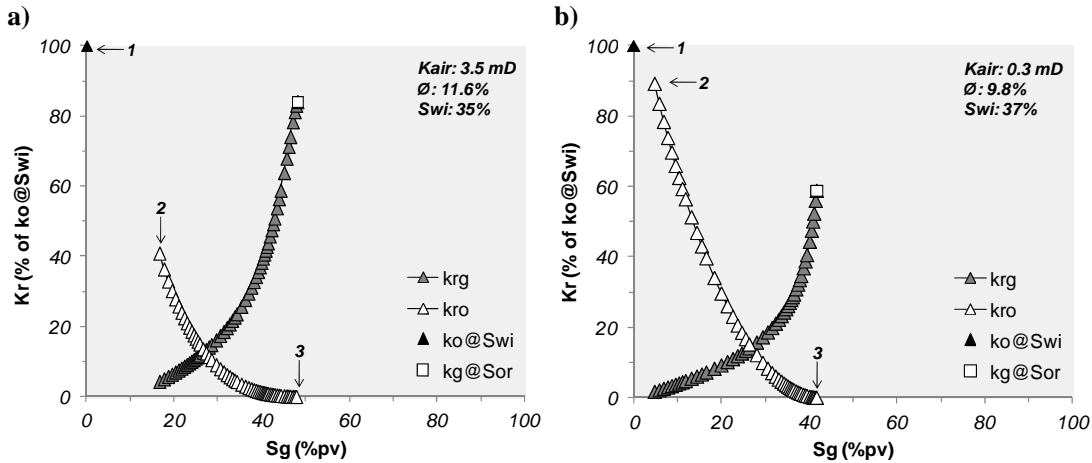 a)
Kr (% of ko@Swi)
100
80
60
40
20
0
1
2
3
Kair: 3.5 mD
Ø: 11.6%
Swi: 35%
krg
kro
ko@Swi
kg@Sor
0 20 40 60 80 100
Sg (%pv)
b)
Kr (% of ko@Swi)
100
80
60
40
20
0
1
2
3
Kair: 0.3 mD
Ø: 9.8%
Swi: 37%
krg
kro
ko@Swi
kg@Sor
0 20 40 60 80 100
Sg (%pv)